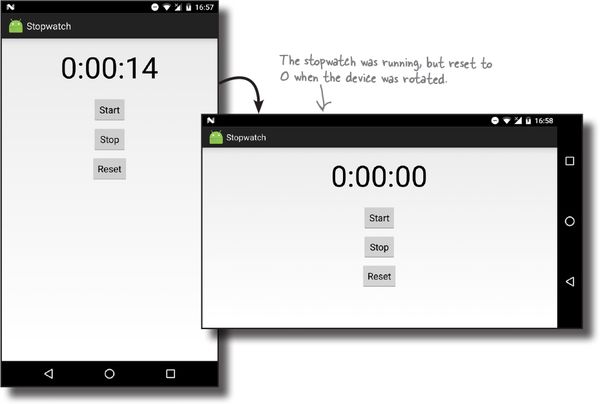 16:57
Stopwatch
0:00:14
Start
Stop
Reset
The stopwatch was running, but reset to
0 when the device was rotated.
16:58
Stopwatch
0:00:00
Start
Stop
Reset